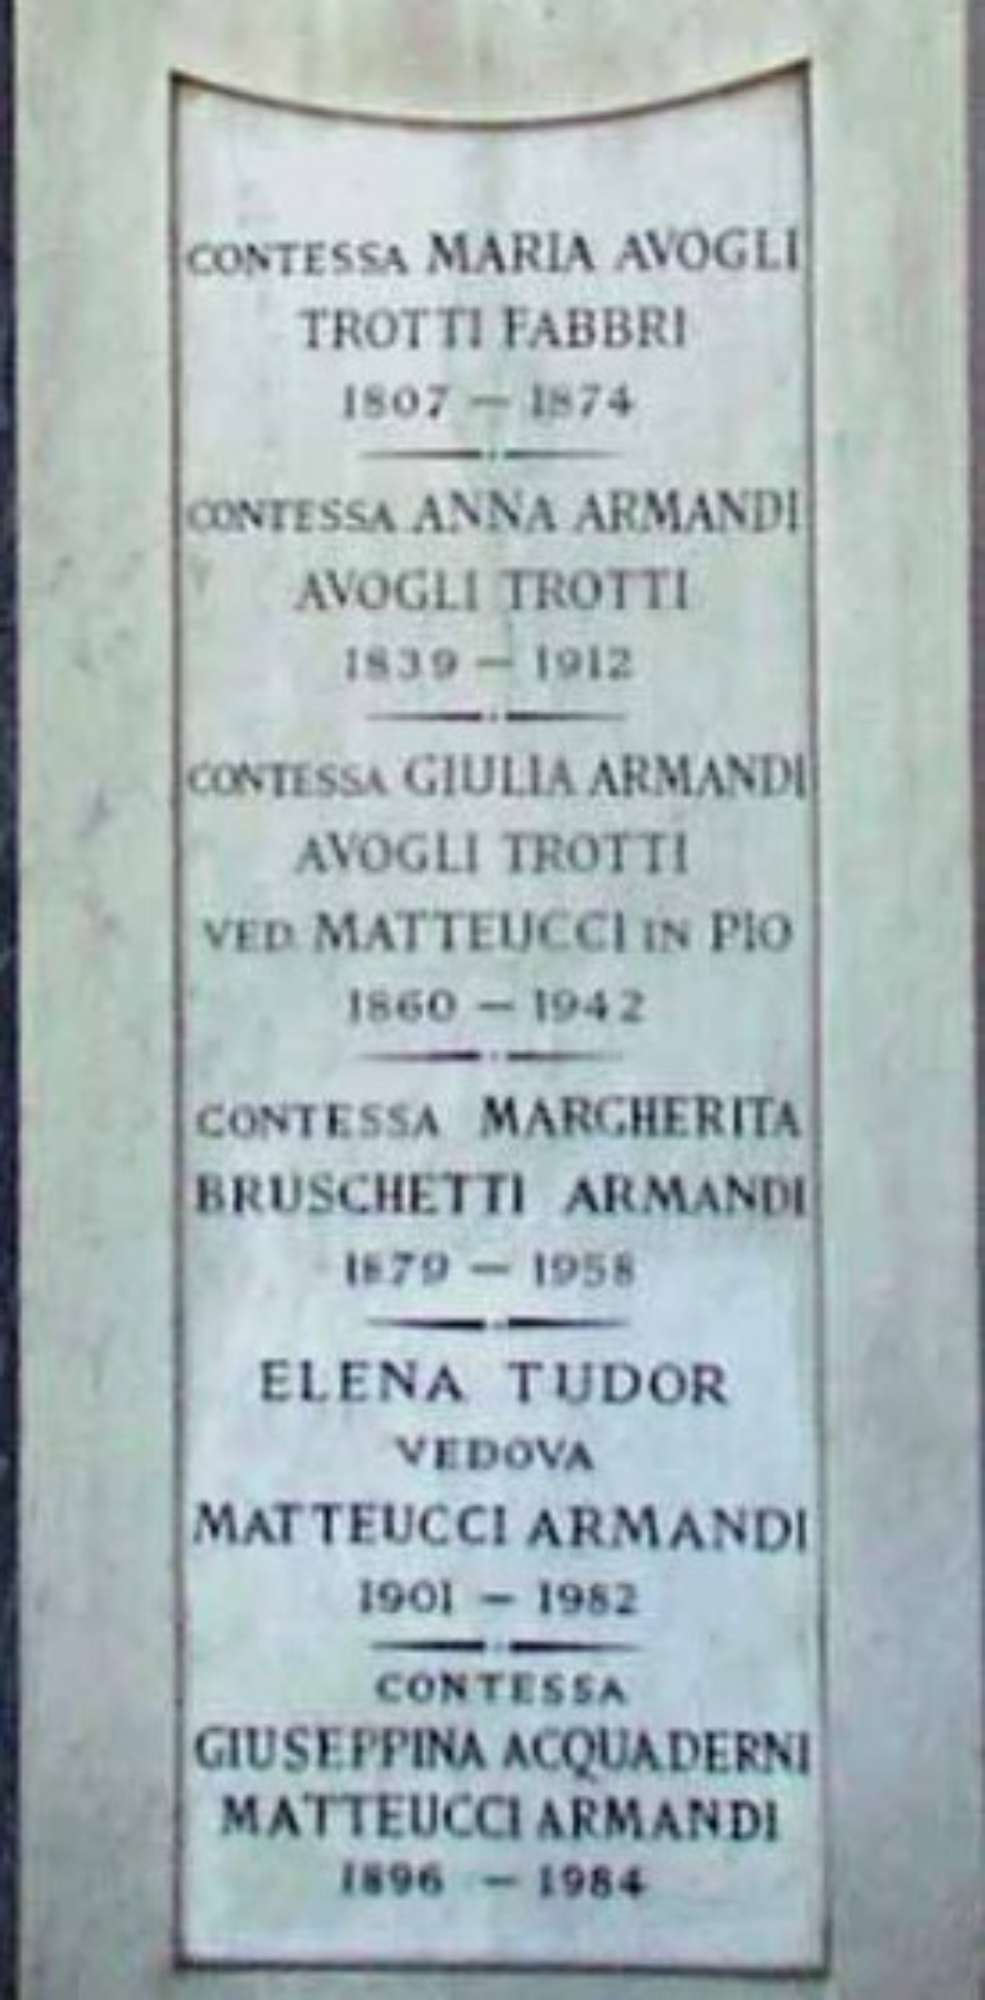 CONTESSA MARIA AVOGLI
TROTTI FABBRI
1807 — 1874
CONTESSA ANNA ARMANDI
AVOGLI TROTTI
1839 — 1912
CONTESSA GIULIA ARMANDI
AVOGLI TROTTI
VED. MATTEUCCI IN PIO
1860 — 1942
CONTESSA MARGHERITA
BRUSCHETTI ARMANDI
1879 — 1958
ELENA TUDOR
VEDOVA
MATTEUCCI ARMANDI
1901 — 1982
CONTESSA
GIUSEPPINA ACQUADERNI
MATTEUCCI ARMANDI
1896 — 1984